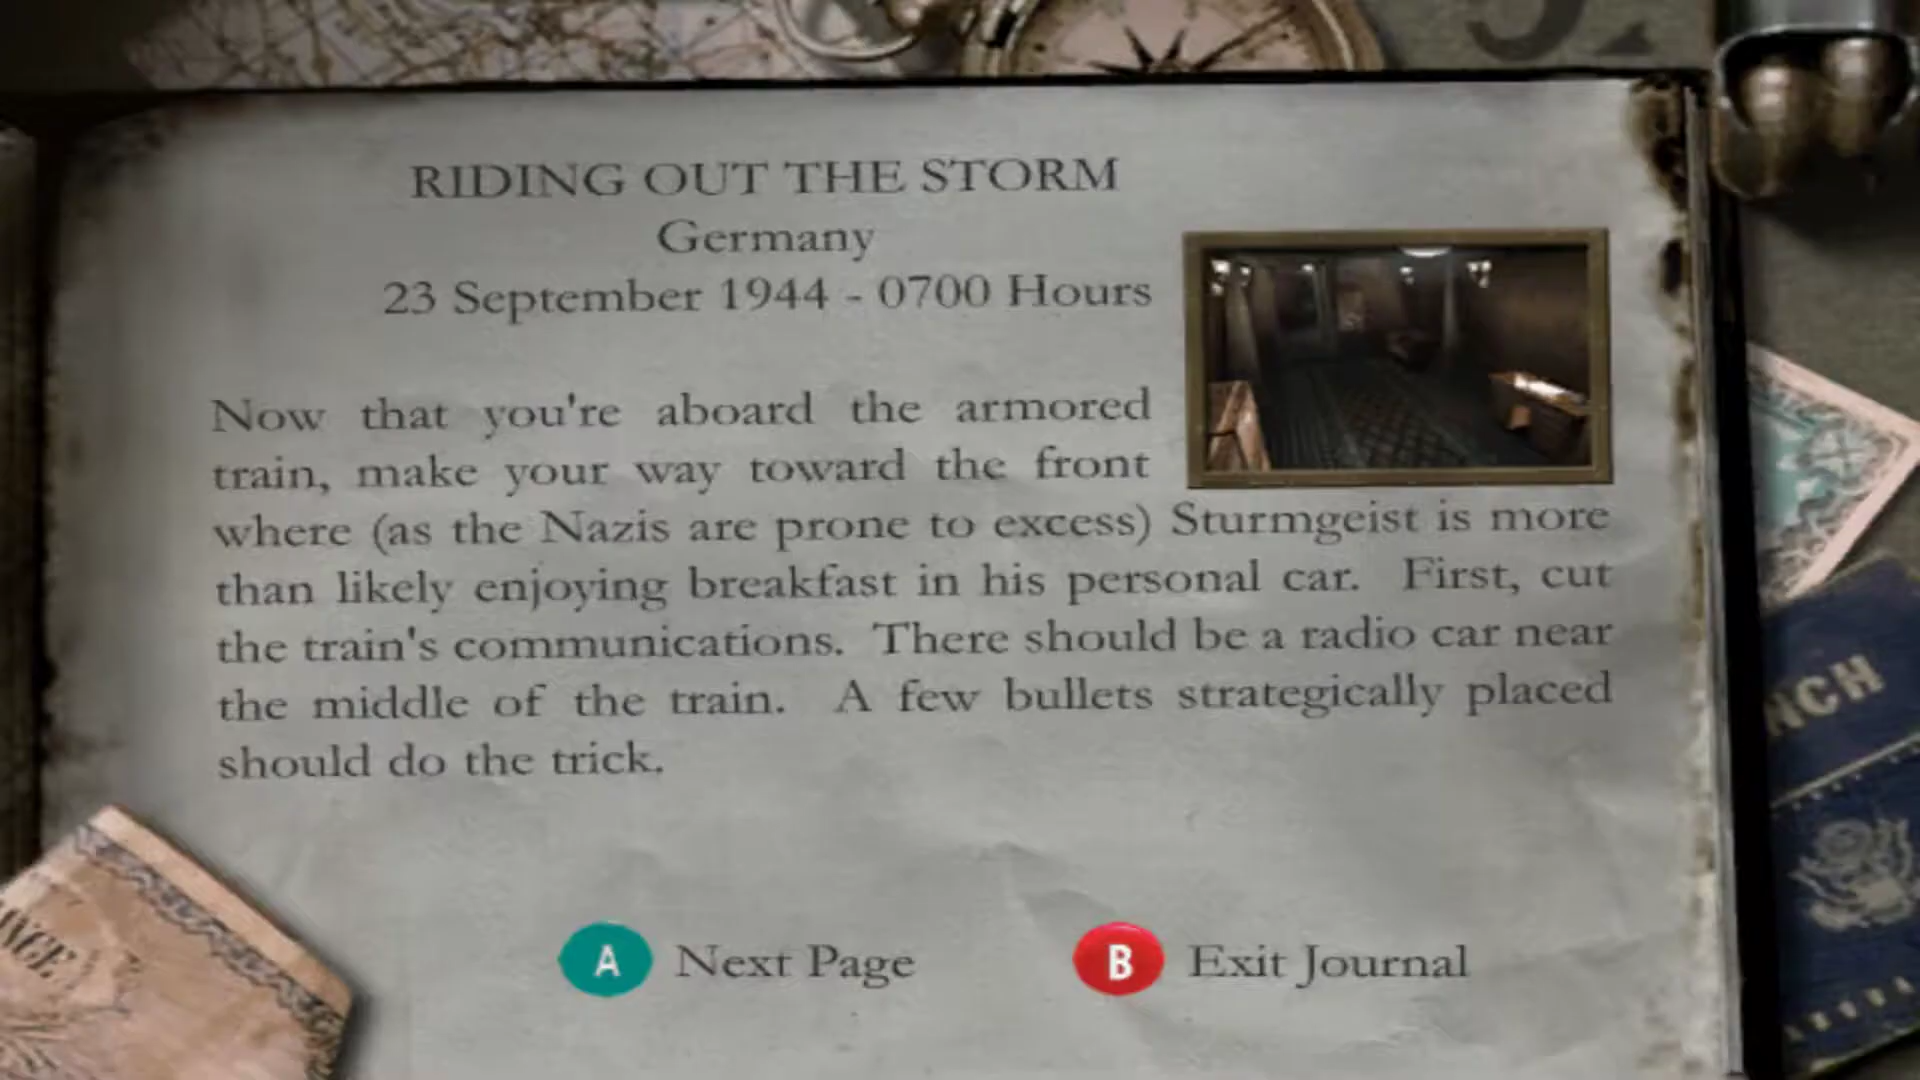 RIDING OUT THE STORM
Germany
23 September 1944 - 0700 Hours
Now that you're aboard the armored
train, make your way toward the front
where (as the Nazis are prone to excess) Sturmgeist is more
than likely enjoying breakfast in his personal car. First, cut
the train's communications. There should be a radio car near
the middle of the train. A few bullets strategically placed
should do the trick.
NCH
A Next Page
B Exit Journal